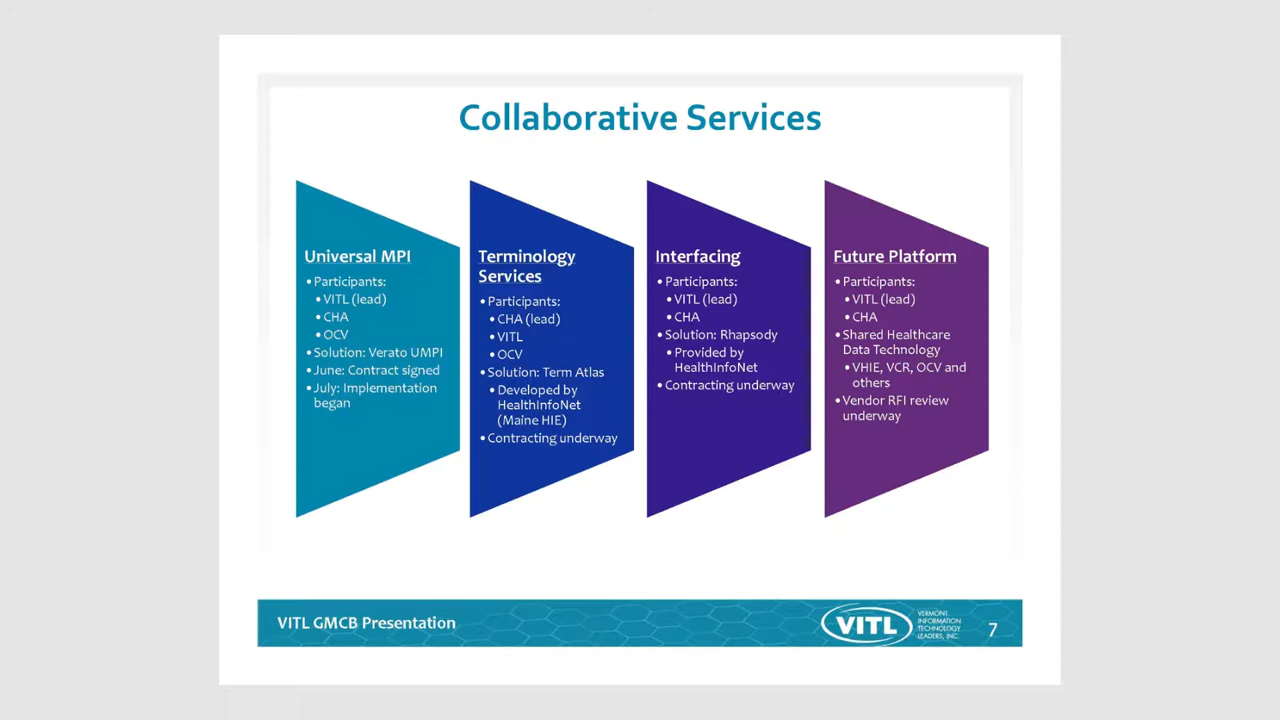 Collaborative Services
Universal MPI
•Participants:
•VITL (lead)
•CHA
•OCV
•Solution: Verato UMPI
•June: Contract signed
•July: Implementation
began
Terminology
Services
•Participants:
•CHA (lead)
•VITL
•OCV
•Solution: Term Atlas
•Developed by
HealthInfoNet
(Maine HIE)
•Contracting underway
Interfacing
•Participants:
•VITL (lead)
•CHA
•Solution: Rhapsody
•Provided by
HealthInfoNet
•Contracting underway
Future Platform
•Participants:
•VITL (lead)
•CHA
•Shared Healthcare
Data Technology
•VHIE, VCR, OCV and
others
•Vendor RFI review
underway
VITL GMCB Presentation
VITL
VERMONT
INFORMATION
TECHNOLOGY
LEADERS, INC.
7